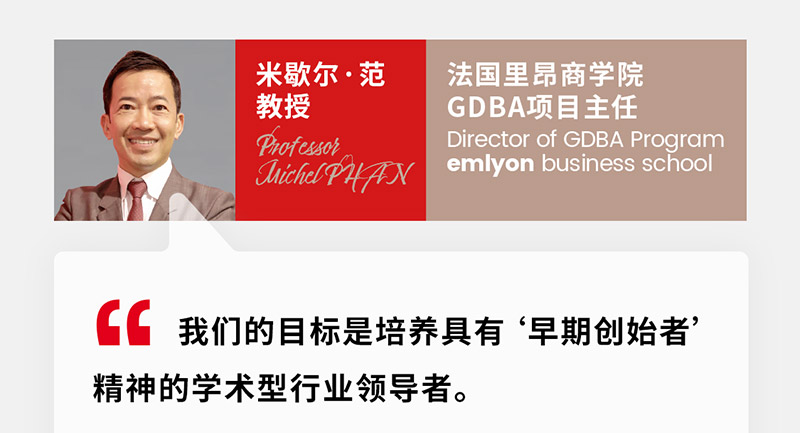 米歇尔·范
教授
Professor
Michel PHAN
法国里昂商学院
GDBA项目主任
Director of GDBA Program
emlyon business school
“我们的目标是培养具有‘早期创始者’
精神的学术型行业领导者。